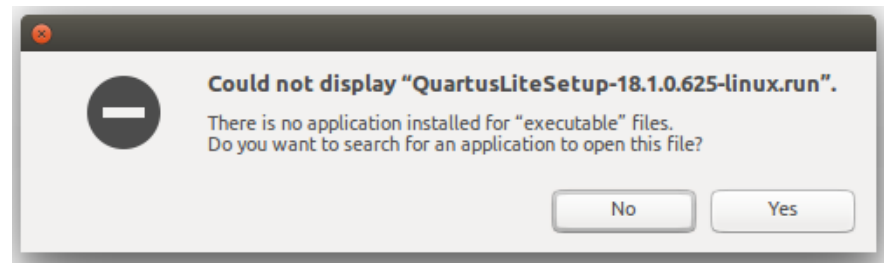 Could not display “QuartusLiteSetup-18.1.0.625-linux.run”.
There is no application installed for “executable” files.
Do you want to search for an application to open this file?
No
Yes